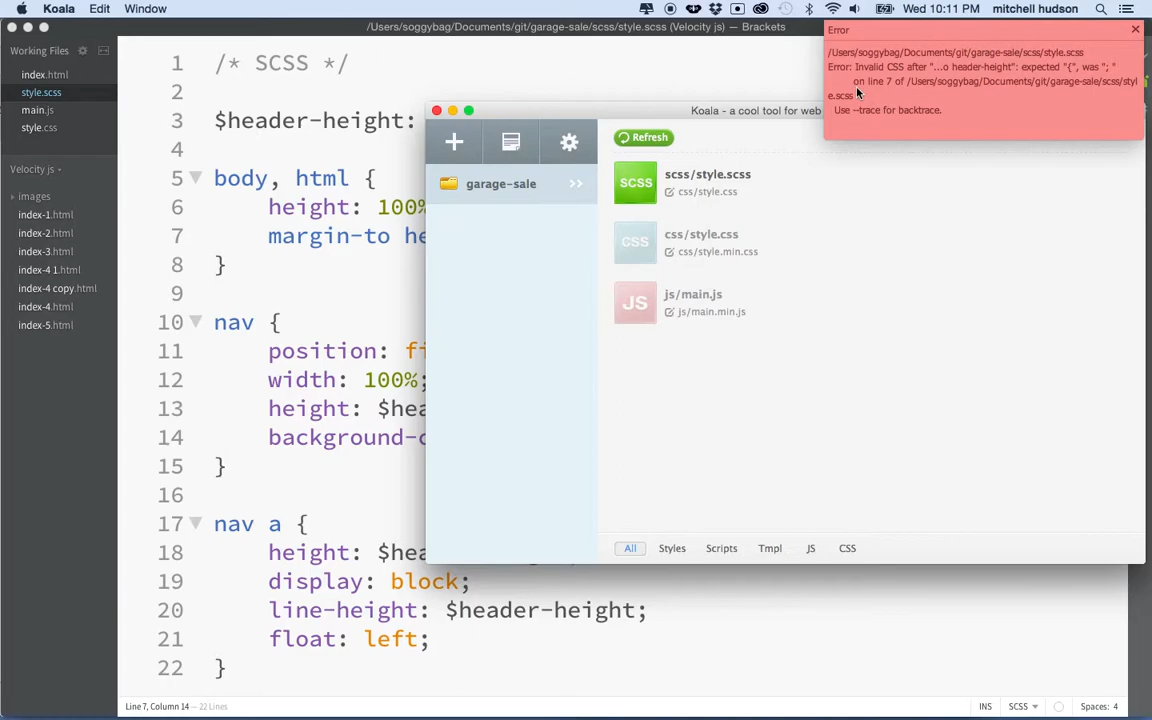 Koala Edit Window Wed 10:11 PM mitchell hudson
/Users/soggybag/Documents/git/garage-sale/scss/style.scss (Velocity js) — Brackets
Error
/Users/soggybag/Documents/git/garage-sale/scss/style.scss
Error: Invalid CSS after "...o header-height": expected "{", was "; "
on line 7 of /Users/soggybag/Documents/git/garage-sale/scss/styl
e.scss
Use --trace for backtrace.
Working Files
index.html
style.scss
main.js
style.css
Velocity js
images
index-1.html
index-2.html
index-3.html
index-4 1.html
index-4 copy.html
index-4.html
index-5.html
1 /* SCSS */
2
3 $header-height:
4
5 body, html {
6 height: 100%
7 margin-to he
8 }
9
10 nav {
11 position: fi
12 width: 100%;
13 height: $hea
14 background-c
15 }
16
17 nav a {
18 height: $hea
19 display: block;
20 line-height: $header-height;
21 float: left;
22 }
Koala - a cool tool for web
garage-sale
Refresh
SCSS scss/style.scss
css/style.css
CSS css/style.css
css/style.min.css
JS js/main.js
js/main.min.js
All Styles Scripts Tmpl JS CSS
Line 7, Column 14 — 22 Lines INS SCSS Spaces: 4